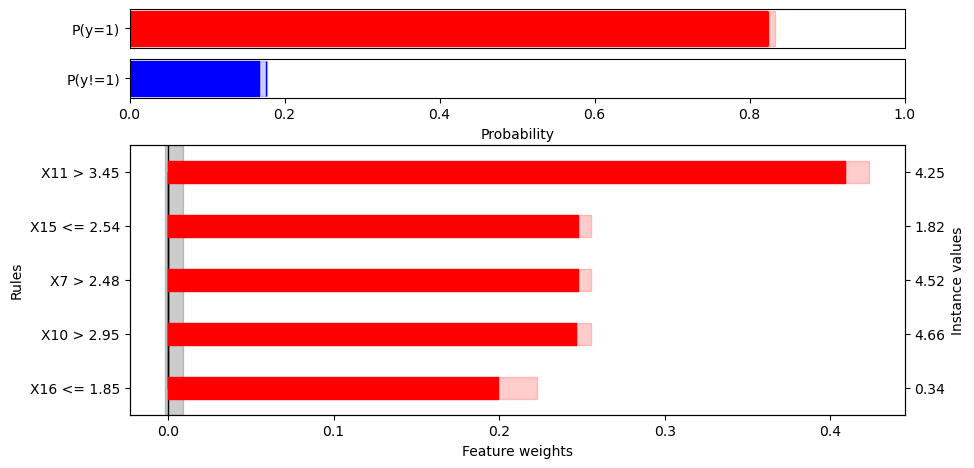 P(y=1)
P(y!=1)
0.0 0.2 0.4 0.6 0.8 1.0
Probability
X11 > 3.45 4.25
X15 <= 2.54 1.82
X7 > 2.48 4.52
X10 > 2.95 4.66
X16 <= 1.85 0.34
Rules
Instance values
0.0 0.1 0.2 0.3 0.4
Feature weights